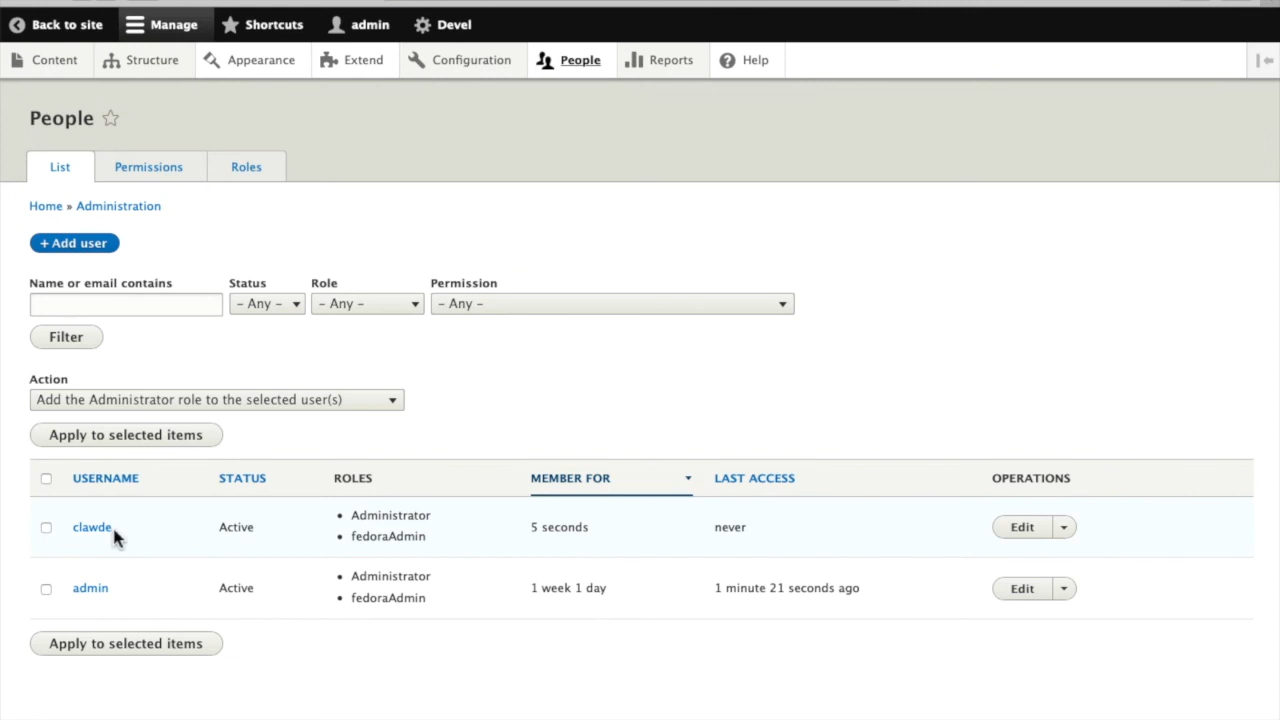 Back to site Manage Shortcuts admin Devel
Content Structure Appearance Extend Configuration People Reports Help
People
List Permissions Roles
Home » Administration
+ Add user
Name or email contains Status Role Permission
- Any - - Any - - Any -
Filter
Action
Add the Administrator role to the selected user(s)
Apply to selected items
USERNAME STATUS ROLES MEMBER FOR LAST ACCESS OPERATIONS
• Administrator
clawde Active 5 seconds never Edit
• fedoraAdmin
• Administrator
admin Active 1 week 1 day 1 minute 21 seconds ago Edit
• fedoraAdmin
Apply to selected items